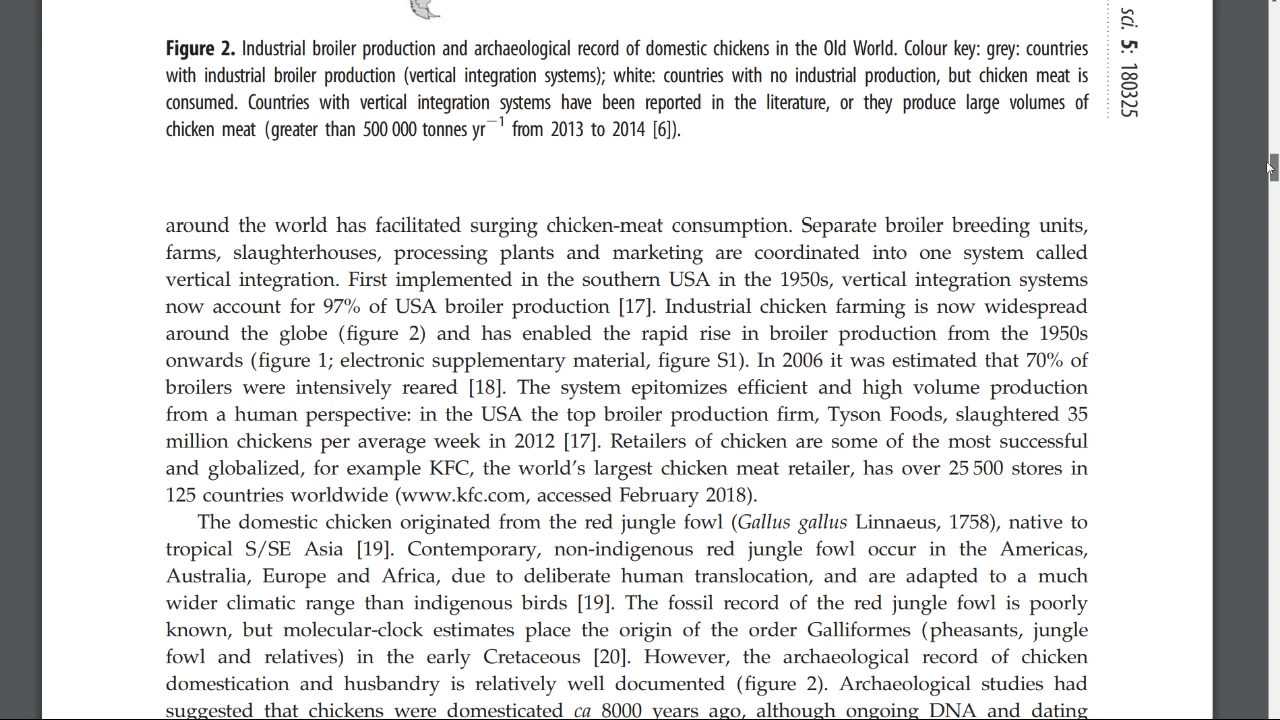 Figure 2. Industrial broiler production and archaeological record of domestic chickens in the Old World. Colour key: grey: countries
with industrial broiler production (vertical integration systems); white: countries with no industrial production, but chicken meat is
consumed. Countries with vertical integration systems have been reported in the literature, or they produce large volumes of
chicken meat (greater than 500 000 tonnes yr⁻¹ from 2013 to 2014 [6]).
sci. 5: 180325
around the world has facilitated surging chicken-meat consumption. Separate broiler breeding units,
farms, slaughterhouses, processing plants and marketing are coordinated into one system called
vertical integration. First implemented in the southern USA in the 1950s, vertical integration systems
now account for 97% of USA broiler production [17]. Industrial chicken farming is now widespread
around the globe (figure 2) and has enabled the rapid rise in broiler production from the 1950s
onwards (figure 1; electronic supplementary material, figure S1). In 2006 it was estimated that 70% of
broilers were intensively reared [18]. The system epitomizes efficient and high volume production
from a human perspective: in the USA the top broiler production firm, Tyson Foods, slaughtered 35
million chickens per average week in 2012 [17]. Retailers of chicken are some of the most successful
and globalized, for example KFC, the world's largest chicken meat retailer, has over 25 500 stores in
125 countries worldwide (www.kfc.com, accessed February 2018).
The domestic chicken originated from the red jungle fowl (Gallus gallus Linnaeus, 1758), native to
tropical S/SE Asia [19]. Contemporary, non-indigenous red jungle fowl occur in the Americas,
Australia, Europe and Africa, due to deliberate human translocation, and are adapted to a much
wider climatic range than indigenous birds [19]. The fossil record of the red jungle fowl is poorly
known, but molecular-clock estimates place the origin of the order Galliformes (pheasants, jungle
fowl and relatives) in the early Cretaceous [20]. However, the archaeological record of chicken
domestication and husbandry is relatively well documented (figure 2). Archaeological studies had
suggested that chickens were domesticated ca 8000 years ago, although ongoing DNA and dating